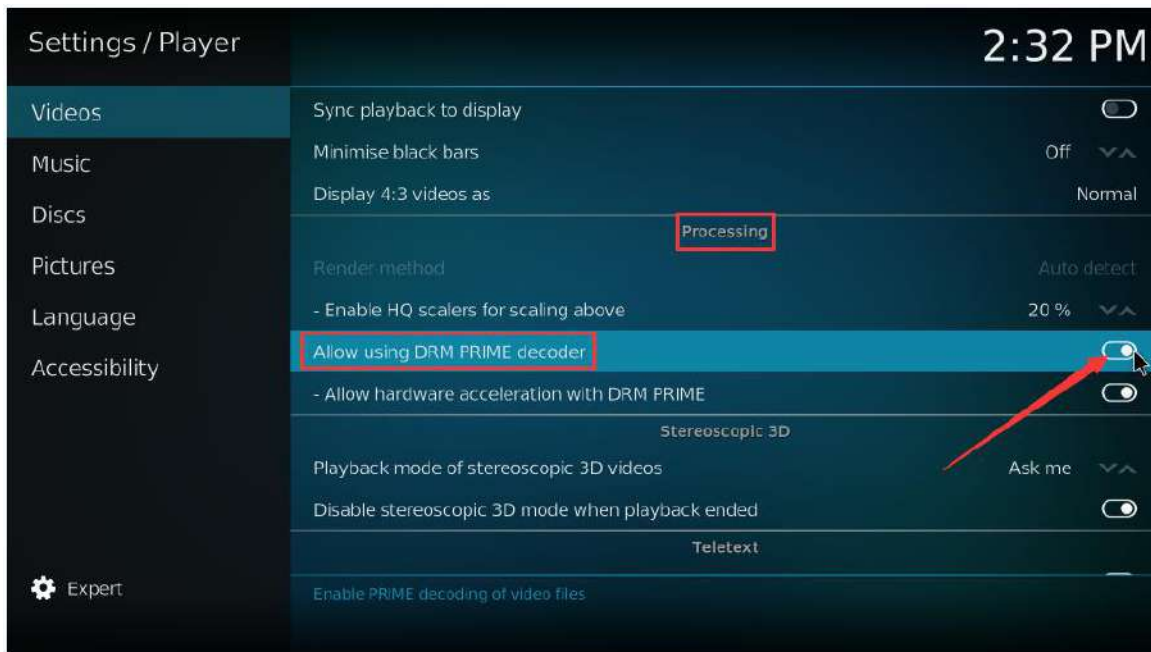 Settings / Player
2:32 PM
Videos
Music
Discs
Pictures
Language
Accessibility
Expert
Sync playback to display
Minimise black bars Off
Display 4:3 videos as Normal
Processing
Render method Auto detect
- Enable HQ scalers for scaling above 20 %
Allow using DRM PRIME decoder
- Allow hardware acceleration with DRM PRIME
Stereoscopic 3D
Playback mode of stereoscopic 3D videos Ask me
Disable stereoscopic 3D mode when playback ended
Teletext
Enable PRIME decoding of video files